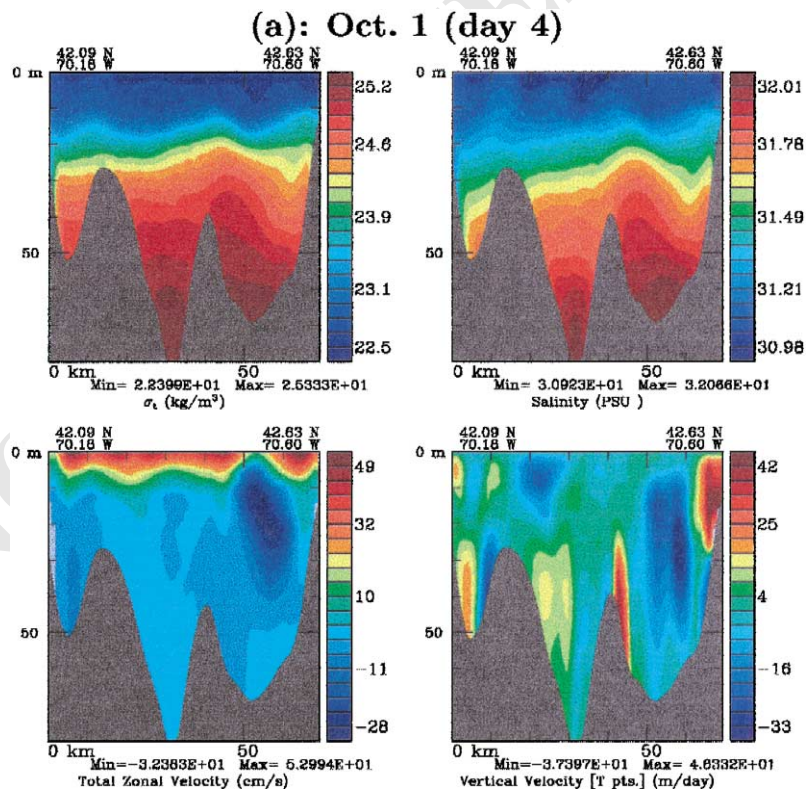 (a): Oct. 1 (day 4)
42.09 N 42.63 N
70.18 W 70.60 W
0 m
50
25.2
24.6
23.9
23.1
22.5
0 km 50
Min= 2.2399E+01 Max= 2.5333E+01
σt (kg/m³)
42.09 N 42.63 N
70.18 W 70.60 W
0 m
50
32.01
31.78
31.49
31.21
30.98
0 km 50
Min= 3.0923E+01 Max= 3.2066E+01
Salinity (PSU )
42.09 N 42.63 N
70.18 W 70.60 W
0 m
50
49
32
10
-11
-28
0 km 50
Min=-3.2363E+01 Max= 5.2994E+01
Total Zonal Velocity (cm/s)
42.09 N 42.63 N
70.18 W 70.60 W
0 m
50
42
25
4
-16
-33
0 km 50
Min=-3.7397E+01 Max= 4.6332E+01
Vertical Velocity [T pts.] (m/day)